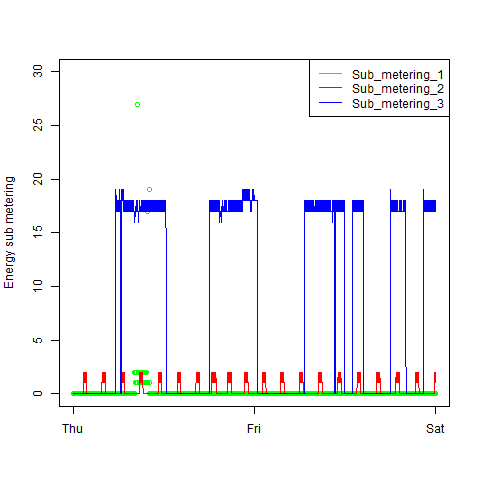 Sub_metering_1
Sub_metering_2
Sub_metering_3
Energy sub metering
30
25
20
15
10
5
0
Thu Fri Sat